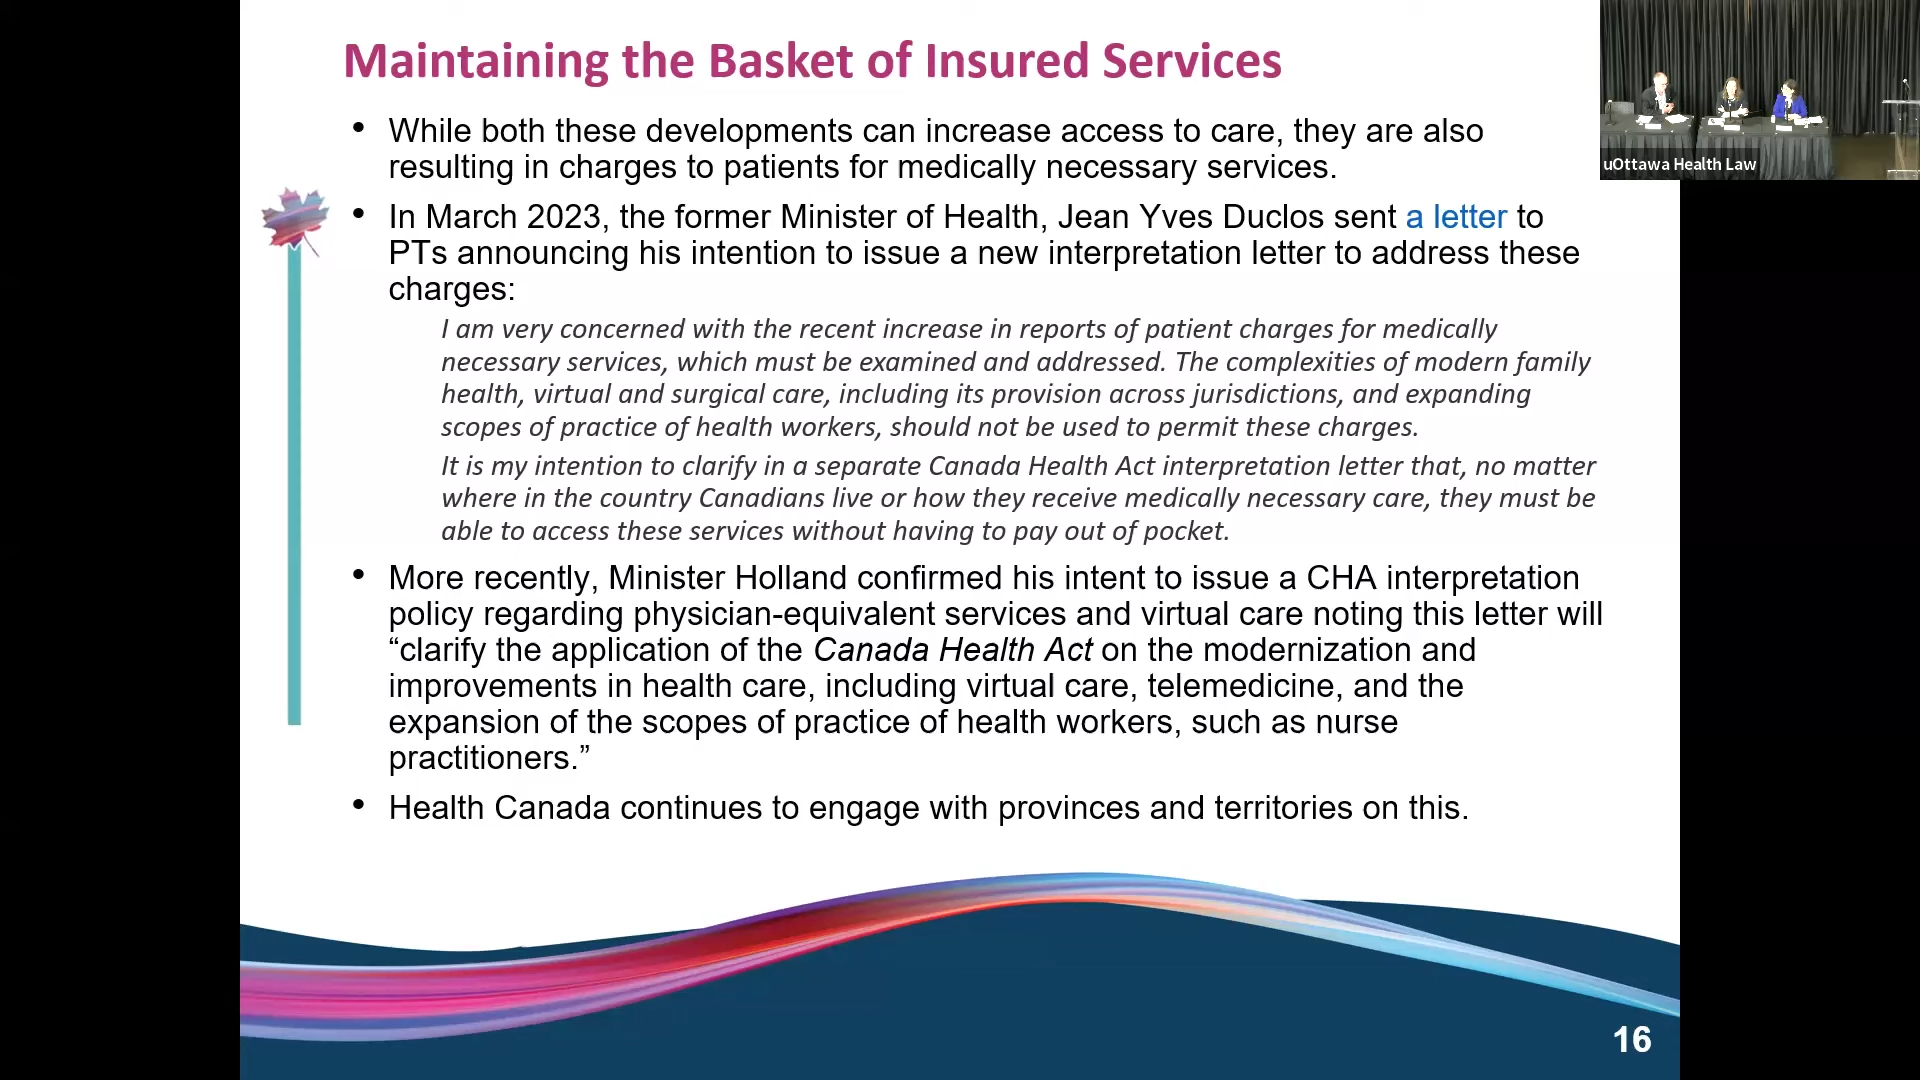 Maintaining the Basket of Insured Services
• While both these developments can increase access to care, they are also
resulting in charges to patients for medically necessary services.
• In March 2023, the former Minister of Health, Jean Yves Duclos sent a letter to
PTs announcing his intention to issue a new interpretation letter to address these
charges:
I am very concerned with the recent increase in reports of patient charges for medically
necessary services, which must be examined and addressed. The complexities of modern family
health, virtual and surgical care, including its provision across jurisdictions, and expanding
scopes of practice of health workers, should not be used to permit these charges.
It is my intention to clarify in a separate Canada Health Act interpretation letter that, no matter
where in the country Canadians live or how they receive medically necessary care, they must be
able to access these services without having to pay out of pocket.
• More recently, Minister Holland confirmed his intent to issue a CHA interpretation
policy regarding physician-equivalent services and virtual care noting this letter will
“clarify the application of the Canada Health Act on the modernization and
improvements in health care, including virtual care, telemedicine, and the
expansion of the scopes of practice of health workers, such as nurse
practitioners.”
• Health Canada continues to engage with provinces and territories on this.
16
uOttawa Health Law